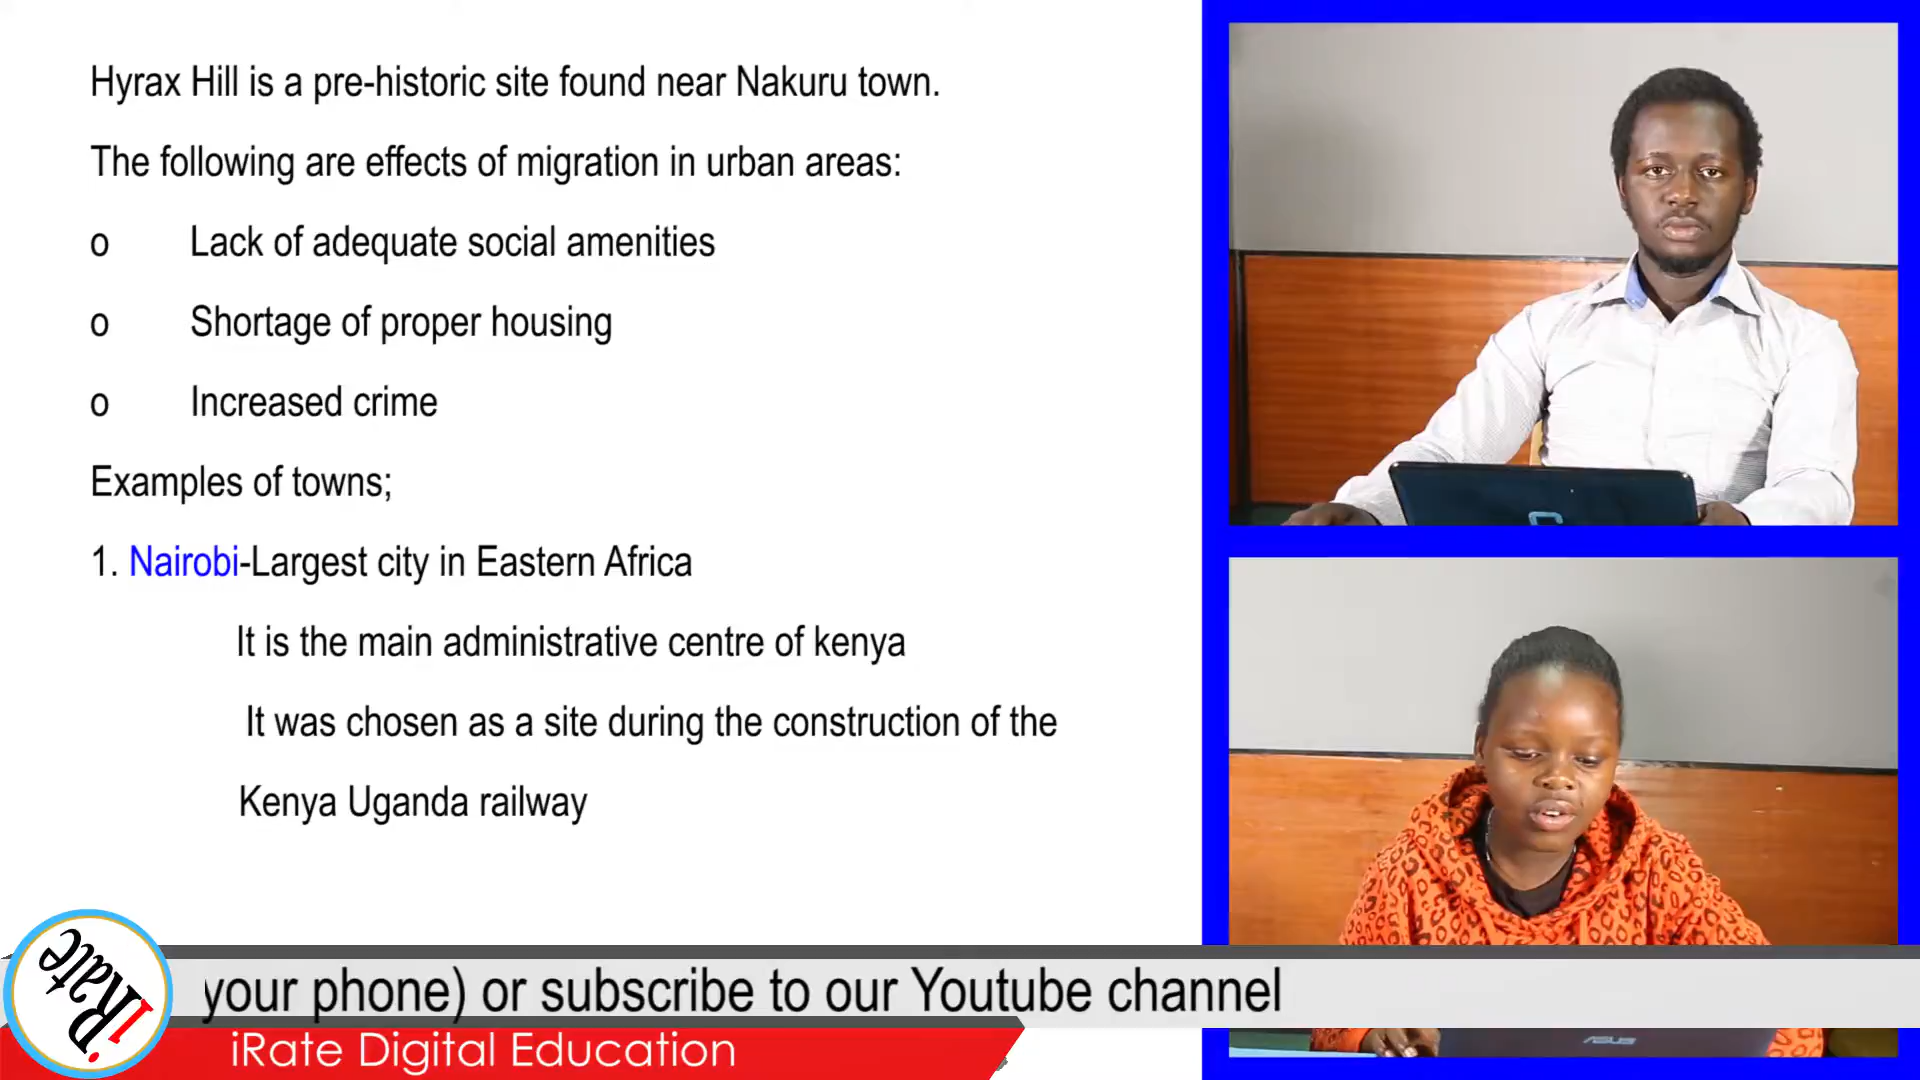 Hyrax Hill is a pre-historic site found near Nakuru town.
The following are effects of migration in urban areas:
o Lack of adequate social amenities
o Shortage of proper housing
o Increased crime
Examples of towns;
1. Nairobi-Largest city in Eastern Africa
It is the main administrative centre of kenya
It was chosen as a site during the construction of the
Kenya Uganda railway
your phone) or subscribe to our Youtube channel
iRate
iRate Digital Education
ASUS